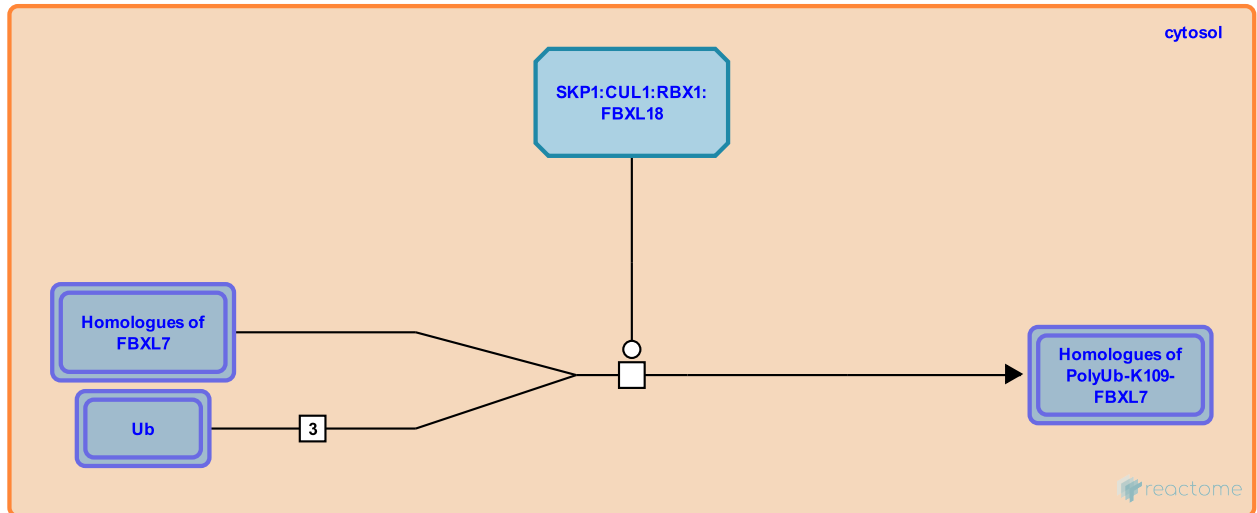 cytosol
SKP1:CUL1:RBX1:
FBXL18
Homologues of
FBXL7
Ub
3
Homologues of
PolyUb-K109-
FBXL7
reactome